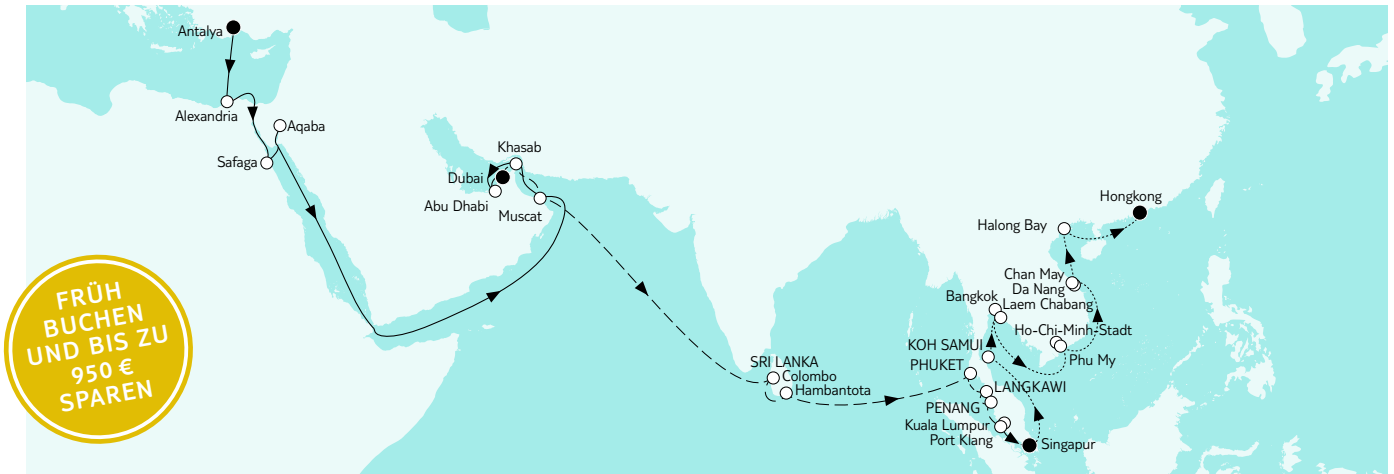 Antalya
Alexandria
Aqaba
Safaga
Khasab
Dubai
Abu Dhabi
Muscat
Hongkong
Halong Bay
Chan May
Da Nang
Laem Chabang
Bangkok
Ho-Chi-Minh-Stadt
KOH SAMUI
Phu My
PHUKET
SRI LANKA
Colombo
Hambantota
LANGKAWI
PENANG
Kuala Lumpur
Port Klang
Singapur
FRÜH
BUCHEN
UND BIS ZU
950 €
SPAREN